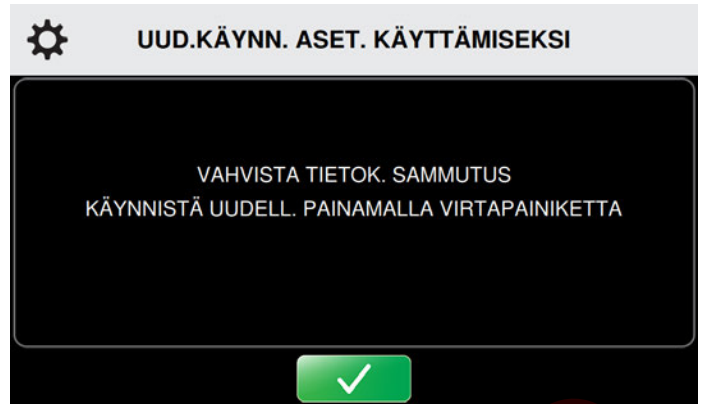 UUD.KÄYNN. ASET. KÄYTTÄMISEKSI
VAHVISTA TIETOK. SAMMUTUS
KÄYNNISTÄ UUDELL. PAINAMALLA VIRTAPAINIKETTA